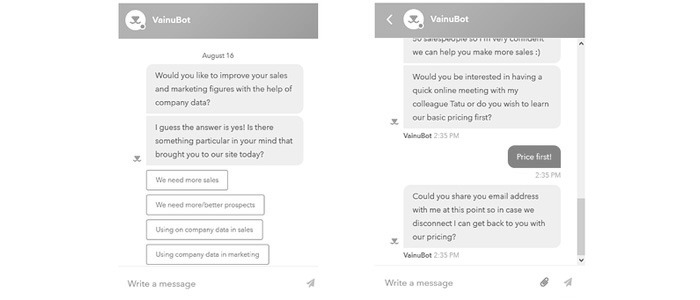 VainuBot
August 16
Would you like to improve your sales
and marketing figures with the help of
company data?
I guess the answer is yes! Is there
something particular in your mind that
brought you to our site today?
We need more sales
We need more/better prospects
Using on company data in sales
Using company data in marketing
Write a message
VainuBot
50 salespeople so I'm very confident
we can help you make more sales :)
Would you be interested in having a
quick online meeting with my
colleague Tatu or do you wish to learn
our basic pricing first?
VainuBot 2:35 PM
Price first!
2:35 PM
Could you share you email address
with me at this point so in case we
disconnect I can get back to you with
our pricing?
VainuBot 2:35 PM
Write a message